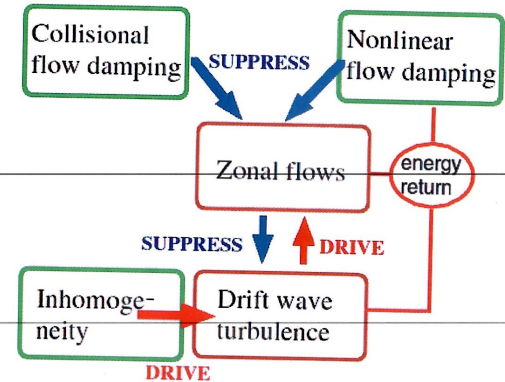 Collisional
flow damping
SUPPRESS
Nonlinear
flow damping
Zonal flows
energy
return
SUPPRESS
DRIVE
Inhomoge-
neity
Drift wave
turbulence
DRIVE